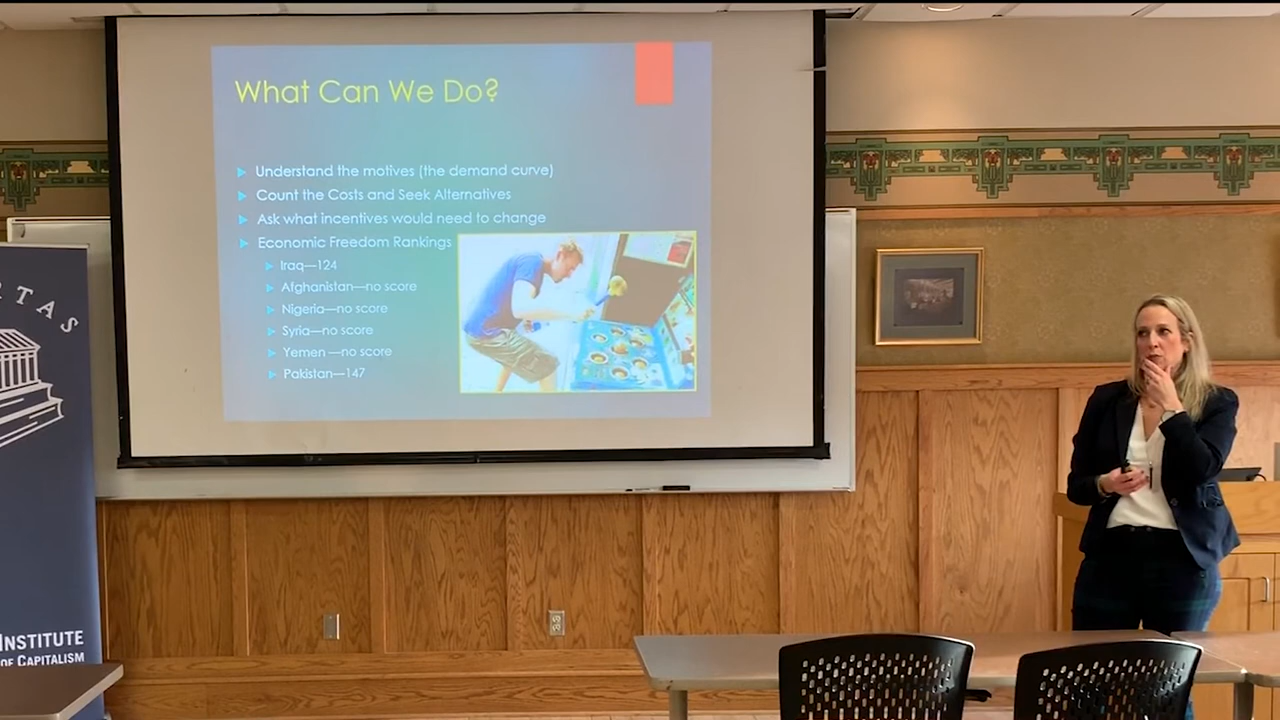 What Can We Do?
Understand the motives (the demand curve)
Count the Costs and Seek Alternatives
Ask what incentives would need to change
Economic Freedom Rankings
Iraq—124
Afghanistan—no score
Nigeria—no score
Syria—no score
Yemen —no score
Pakistan—147
RTAS
INSTITUTE
OF CAPITALISM